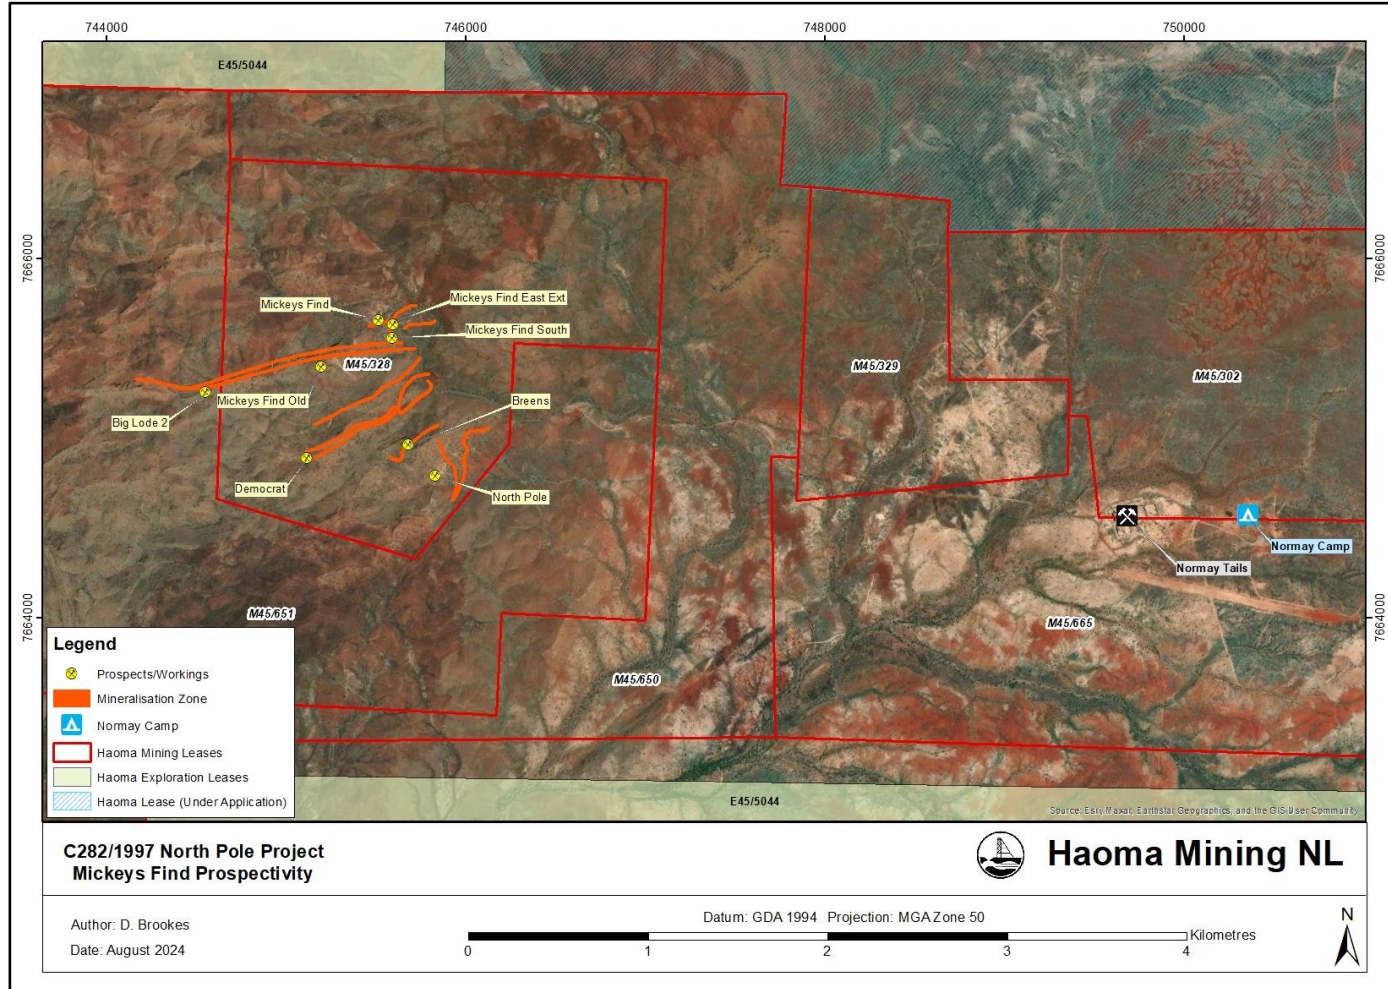 744000
746000
748000
750000
E45/5044
7666000
7666000
Mickeys Find
Mickeys Find East Ext
Mickeys Find South
M45/328
M45/329
M45/302
Mickeys Find Old
Big Lode 2
Breens
Democrat
North Pole
Normay Camp
Normay Tails
7664000
7664000
M45/651
M45/665
M45/650
Legend
Prospects/Workings
Mineralisation Zone
Normay Camp
Haoma Mining Leases
Haoma Exploration Leases
Haoma Lease (Under Application)
E45/5044
Source: Esri, Maxar, Earthstar Geographics, and the GIS User Community
C282/1997 North Pole Project
Mickeys Find Prospectivity
Haoma Mining NL
Author: D. Brookes
Date: August 2024
Datum: GDA 1994 Projection: MGA Zone 50
N
Kilometres
0 1 2 3 4